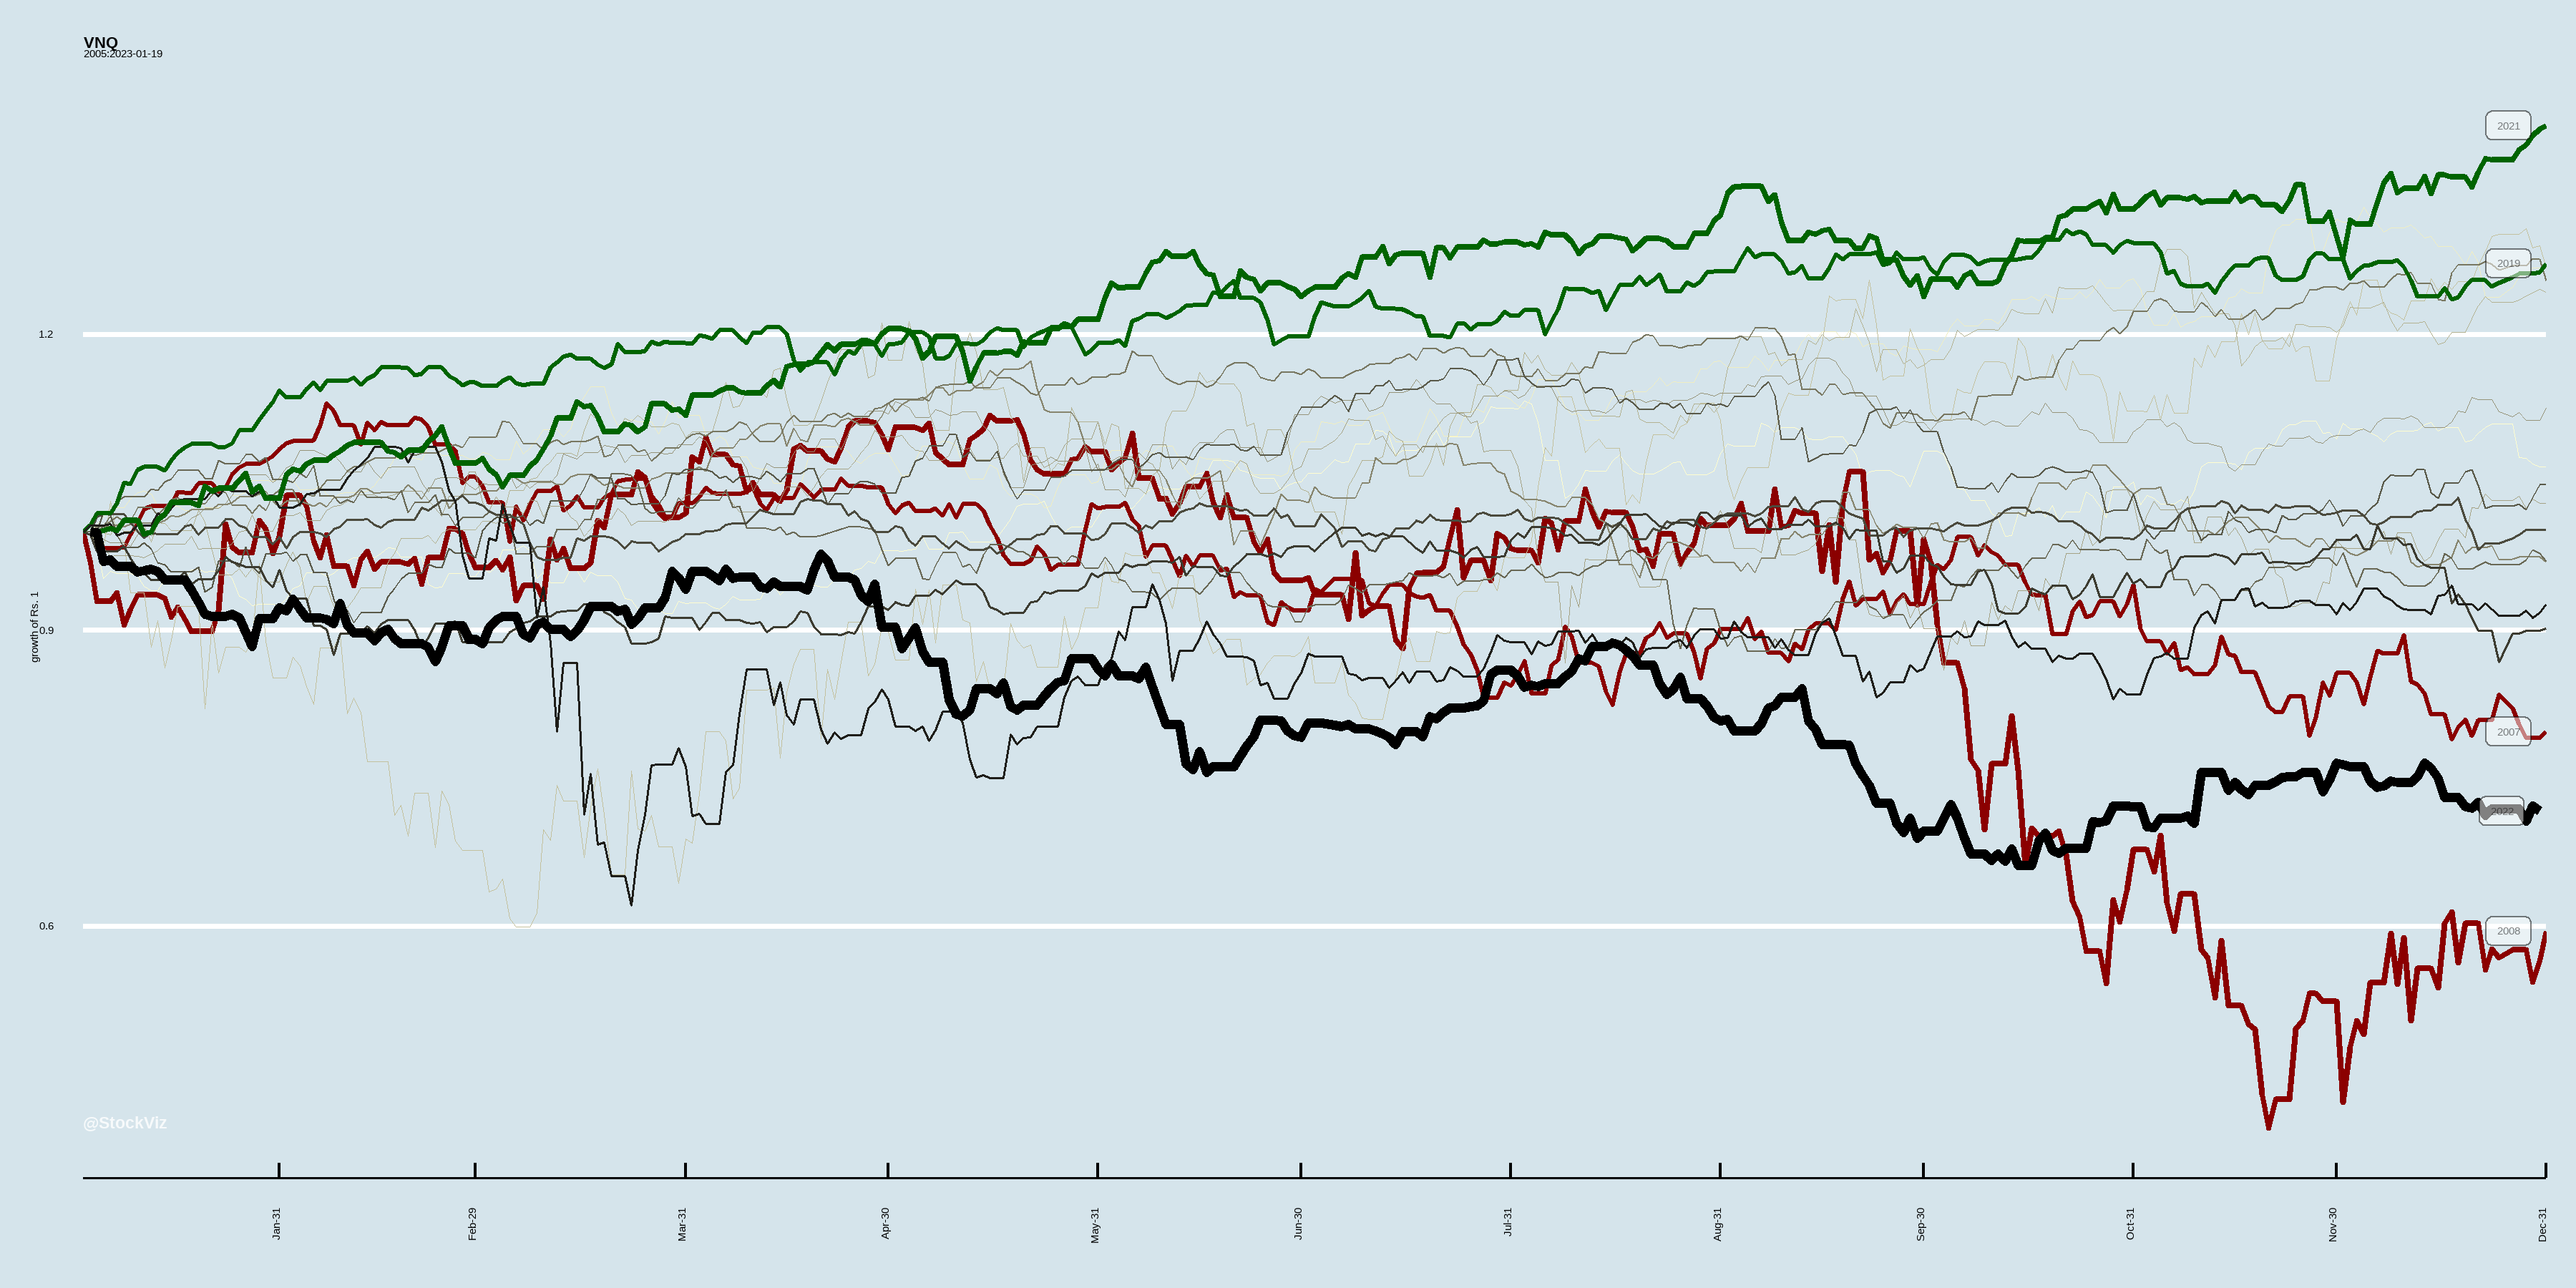 VNQ
2005:2023-01-19
2021
2019
1.2
growth of Rs. 1
0.9
2007
2022
0.6
2008
@StockViz
Jan-31
Feb-29
Mar-31
Apr-30
May-31
Jun-30
Jul-31
Aug-31
Sep-30
Oct-31
Nov-30
Dec-31